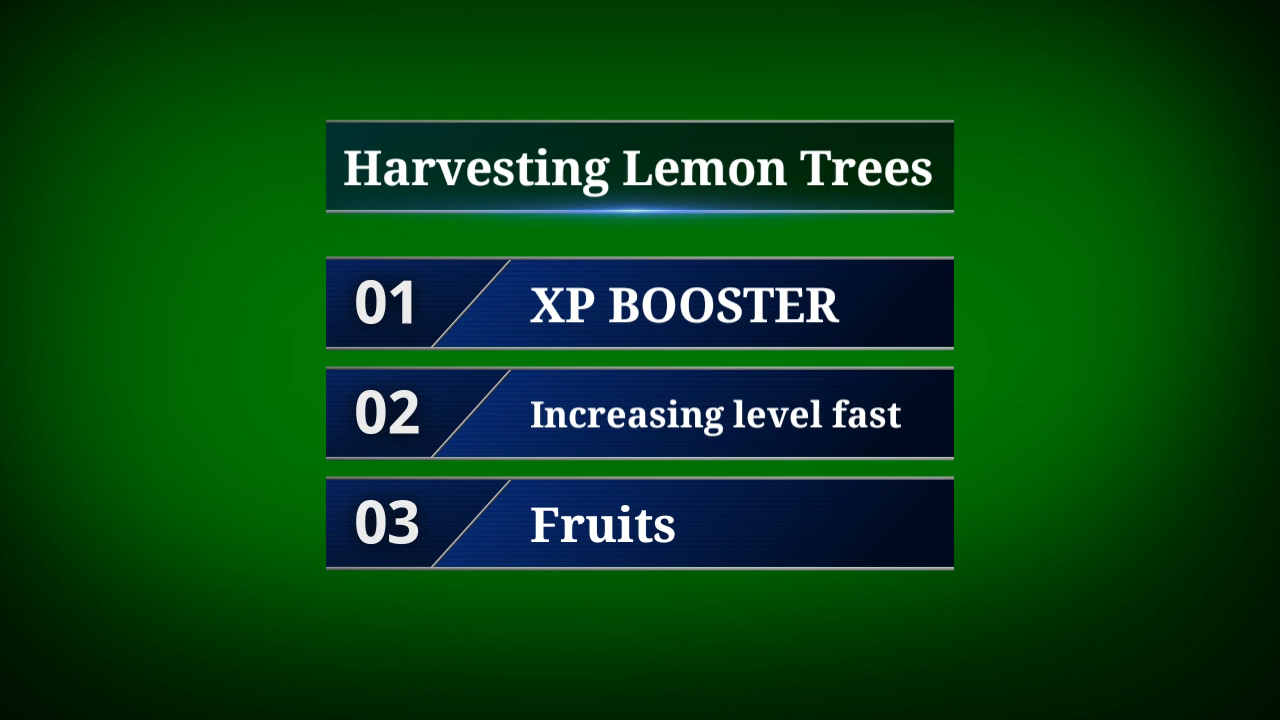 Harvesting Lemon Trees
01 XP BOOSTER
02 Increasing level fast
03 Fruits